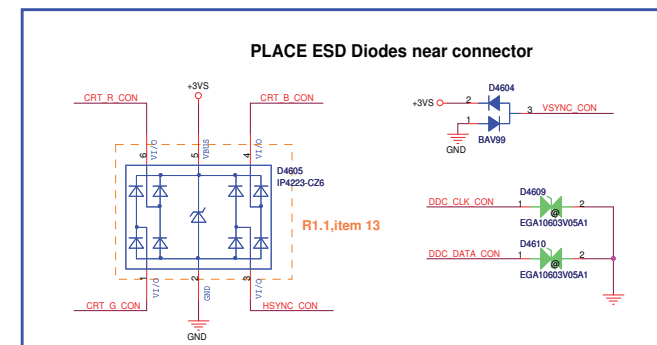 PLACE ESD Diodes near connector
+3VS
CRT_R_CON
CRT_B_CON
6
5
4
VI/O
VBUS
VI/O
D4605
IP4223-CZ6
R1.1,item 13
1
2
3
VI/O
GND
VI/O
CRT_G_CON
HSYNC_CON
GND
D4604
+3VS
2
3
VSYNC_CON
1
BAV99
GND
D4609
DDC_CLK_CON
1
2
@
EGA10603V05A1
D4610
DDC_DATA_CON
1
2
@
EGA10603V05A1